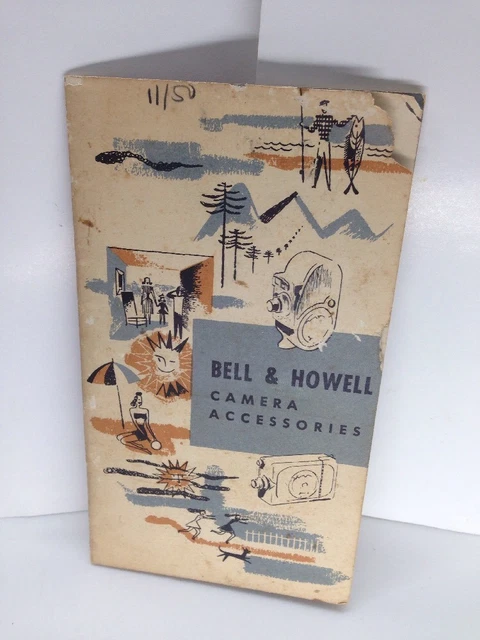 11/50
BELL & HOWELL
CAMERA
ACCESSORIES